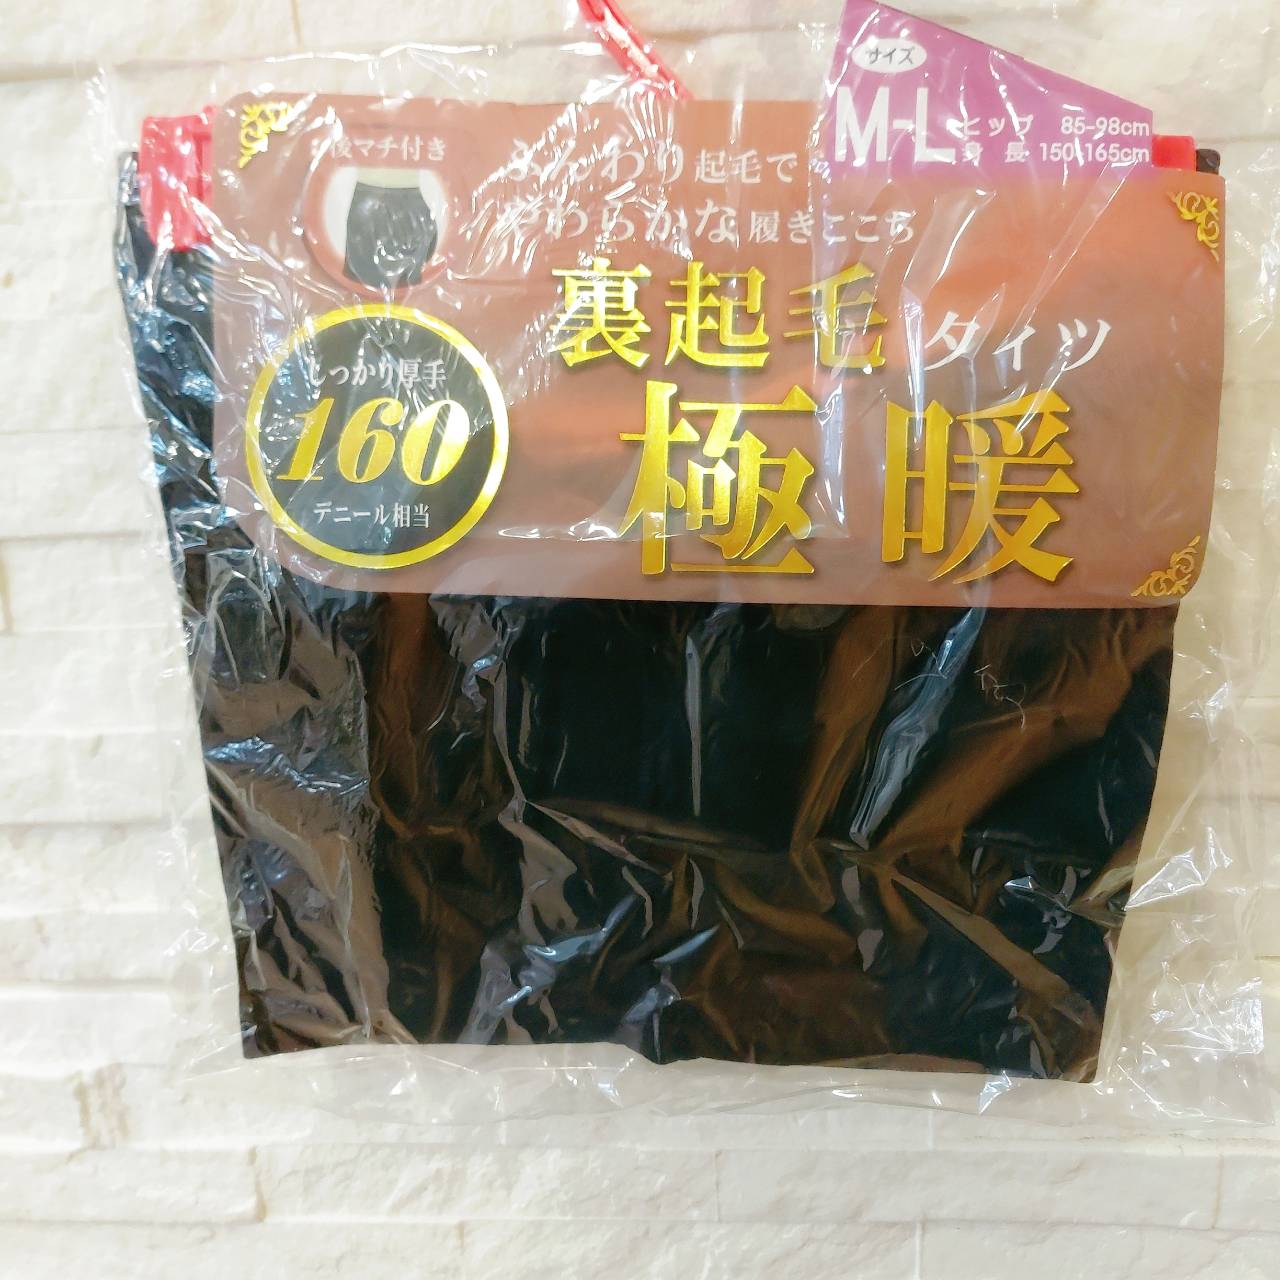 サイズ
M-L
ヒップ 85-98cm
身長 150-165cm
後マチ付き
ふんわり起毛で
やわらかな履きごこち
裏起毛タイツ
極暖
しっかり厚手
160
デニール相当